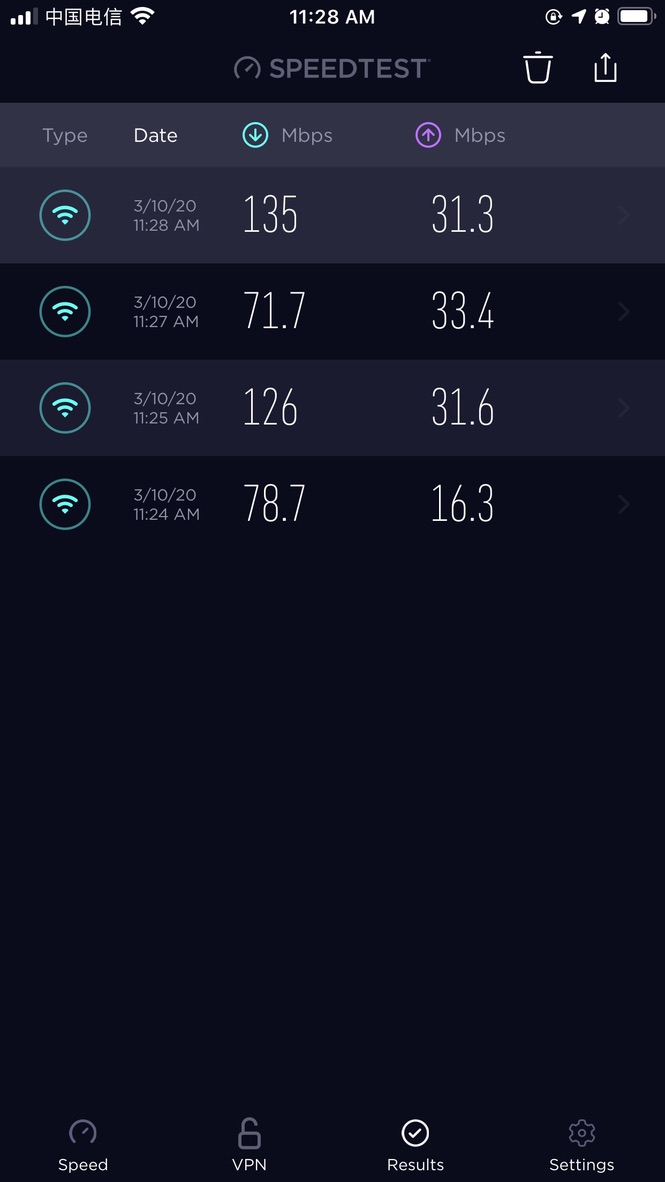 中国电信 11:28 AM
SPEEDTEST
Type Date Mbps Mbps
3/10/20
11:28 AM 135 31.3
3/10/20
11:27 AM 71.7 33.4
3/10/20
11:25 AM 126 31.6
3/10/20
11:24 AM 78.7 16.3
Speed VPN Results Settings